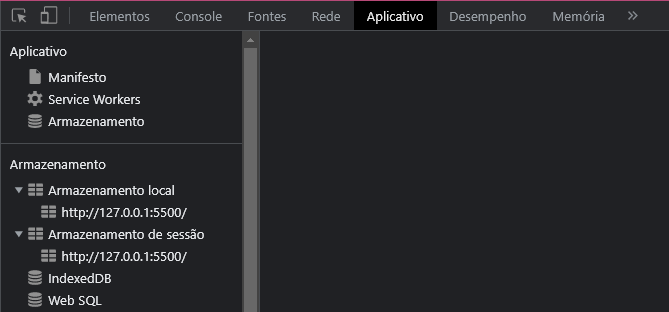 Elementos Console Fontes Rede Aplicativo Desempenho Memória »
Aplicativo
Manifesto
Service Workers
Armazenamento
Armazenamento
Armazenamento local
http://127.0.0.1:5500/
Armazenamento de sessão
http://127.0.0.1:5500/
IndexedDB
Web SQL